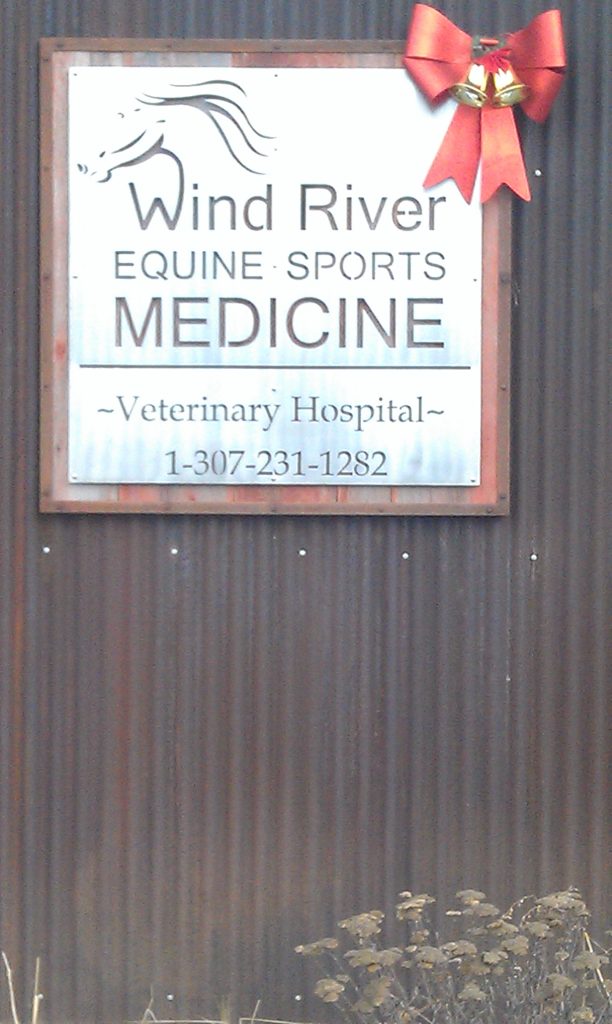 Wind River
EQUINE · SPORTS
MEDICINE
~Veterinary Hospital~
1-307-231-1282